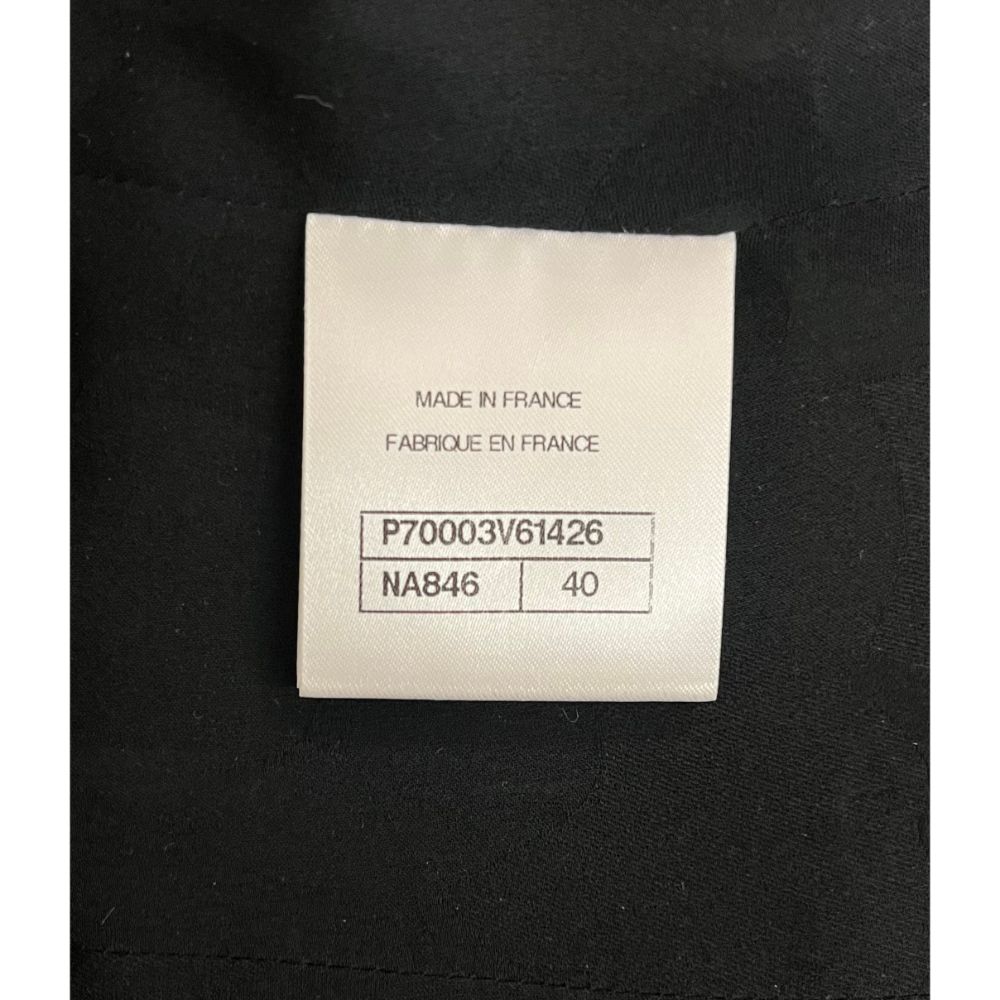 MADE IN FRANCE
FABRIQUE EN FRANCE
P70003V61426
NA846 40